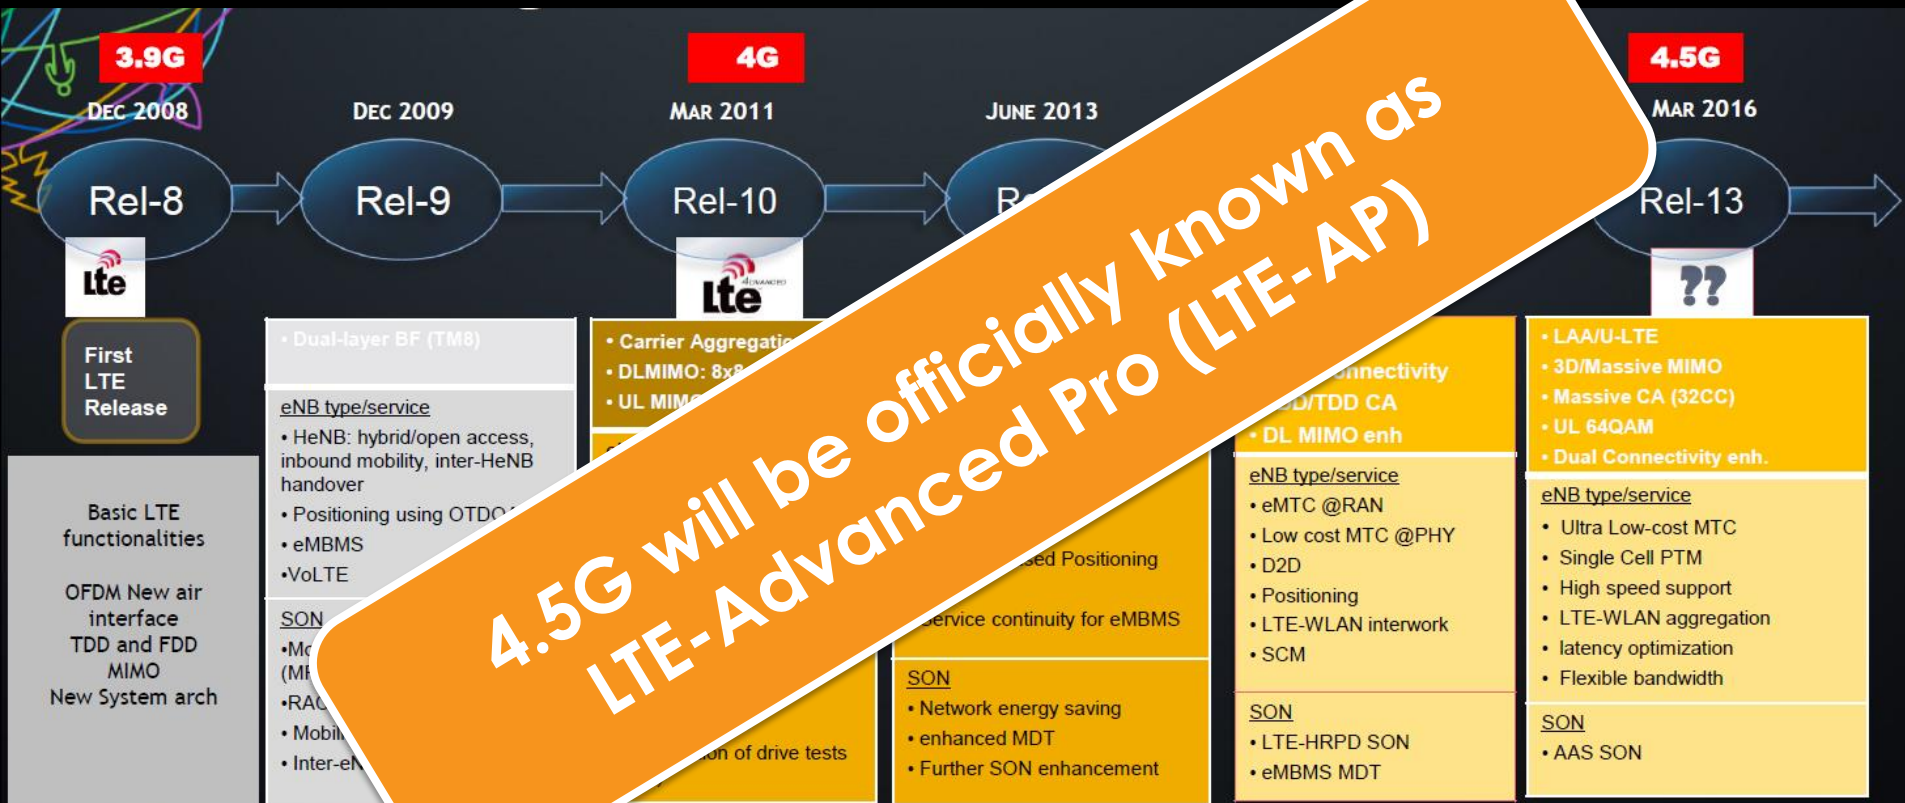 3.9G
4G
4.5G
DEC 2008
DEC 2009
MAR 2011
JUNE 2013
MAR 2016
Rel-8
Rel-9
Rel-10
Rel-13
Lte
Lte
ADVANCED
??
4.5G will be officially known as
LTE-Advanced Pro (LTE-AP)
First
LTE
Release
Basic LTE
functionalities
OFDM New air
interface
TDD and FDD
MIMO
New System arch
• Dual-layer BF (TM8)
eNB type/service
• HeNB: hybrid/open access,
inbound mobility, inter-HeNB
handover
• Positioning using
• eMBMS
•VoLTE
SON
• Carrier
• DLMIMO:
• UL
Positioning
continuity for eMBMS
of drive tests
SON
• Network energy saving
• enhanced MDT
• Further SON enhancement
CA
• DL MIMO enh
eNB type/service
• eMTC @RAN
• Low cost MTC @PHY
• D2D
• Positioning
• LTE-WLAN interwork
• SCM
SON
• LTE-HRPD SON
• eMBMS MDT
• LAA/U-LTE
• 3D/Massive MIMO
• Massive CA (32CC)
• UL 64QAM
• Dual Connectivity enh.
eNB type/service
• Ultra Low-cost MTC
• Single Cell PTM
• High speed support
• LTE-WLAN aggregation
• latency optimization
• Flexible bandwidth
SON
• AAS SON